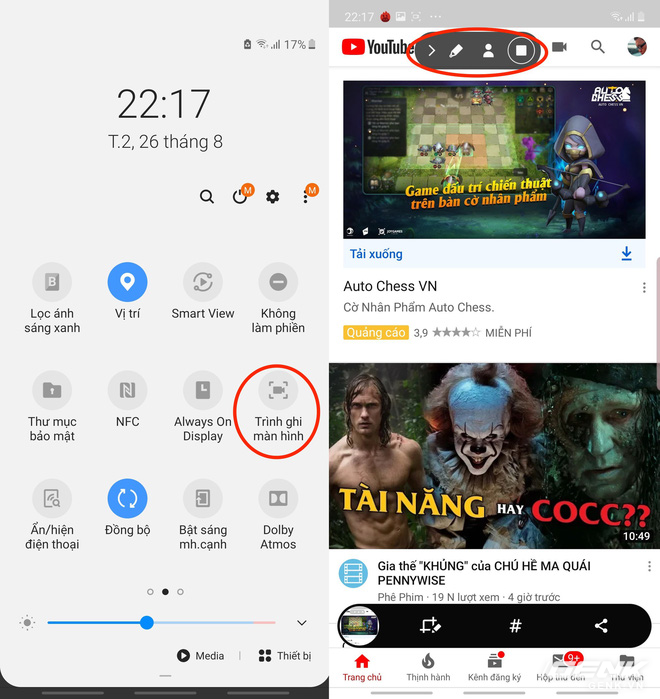 17%
22:17
T.2, 26 tháng 8
M
M
B
Lọc ánh
sáng xanh
Vị trí
Smart View
Không
làm phiền
Thư mục
bảo mật
NFC
Always On
Display
Trình ghi
màn hình
Ẩn/hiện
điện thoại
Đồng bộ
Bật sáng
mh.cạnh
Dolby
Atmos
Media
Thiết bị
22:17
YouTube
AUTO
CHESS
AUTO CHESS VN
Game đấu trí chiến thuật
trên bàn cờ nhân phẩm
Tải xuống
Auto Chess VN
Cờ Nhân Phẩm Auto Chess.
Quảng cáo 3,9 MIỄN PHÍ
TÀI NĂNG HAY COCC??
10:49
Gia thế "KHỦNG" của CHÚ HỀ MA QUÁI
PENNYWISE
Phê Phim · 19 N lượt xem · 4 giờ trước
#
9+
Trang chủ
Thịnh hành
Kênh đăng ký
Hộp thư đến
Thư viện